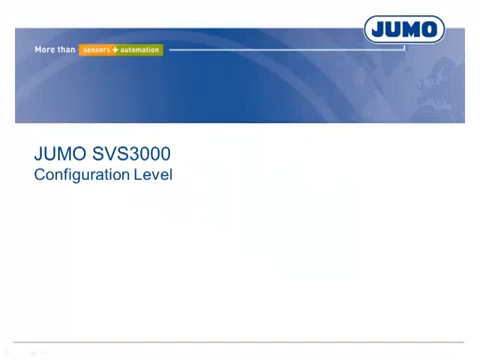 JUMO
More than sensors + automation
JUMO SVS3000
Configuration Level